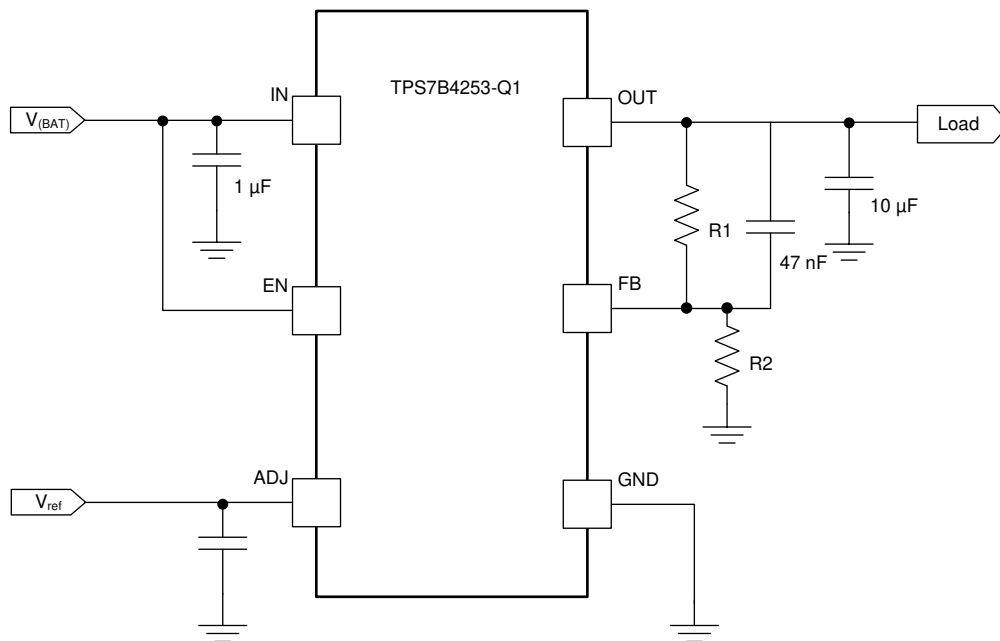 TPS7B4253-Q1
IN
OUT
V(BAT)
Load
1 µF
10 µF
R1
47 nF
EN
FB
R2
ADJ
GND
Vref